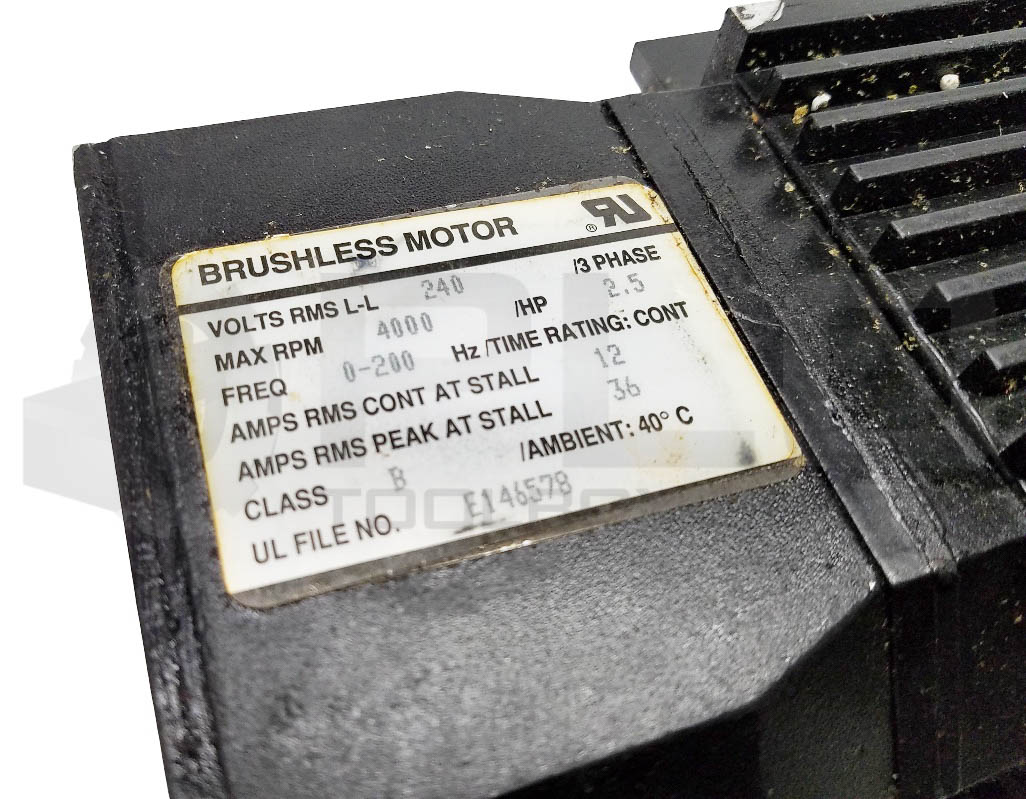 BRUSHLESS MOTOR ®
VOLTS RMS L-L 240 /3 PHASE
MAX RPM 4000 /HP 2.5
FREQ 0-200 Hz /TIME RATING: CONT
AMPS RMS CONT AT STALL 12
AMPS RMS PEAK AT STALL 36
CLASS B /AMBIENT: 40° C
UL FILE NO. E146578